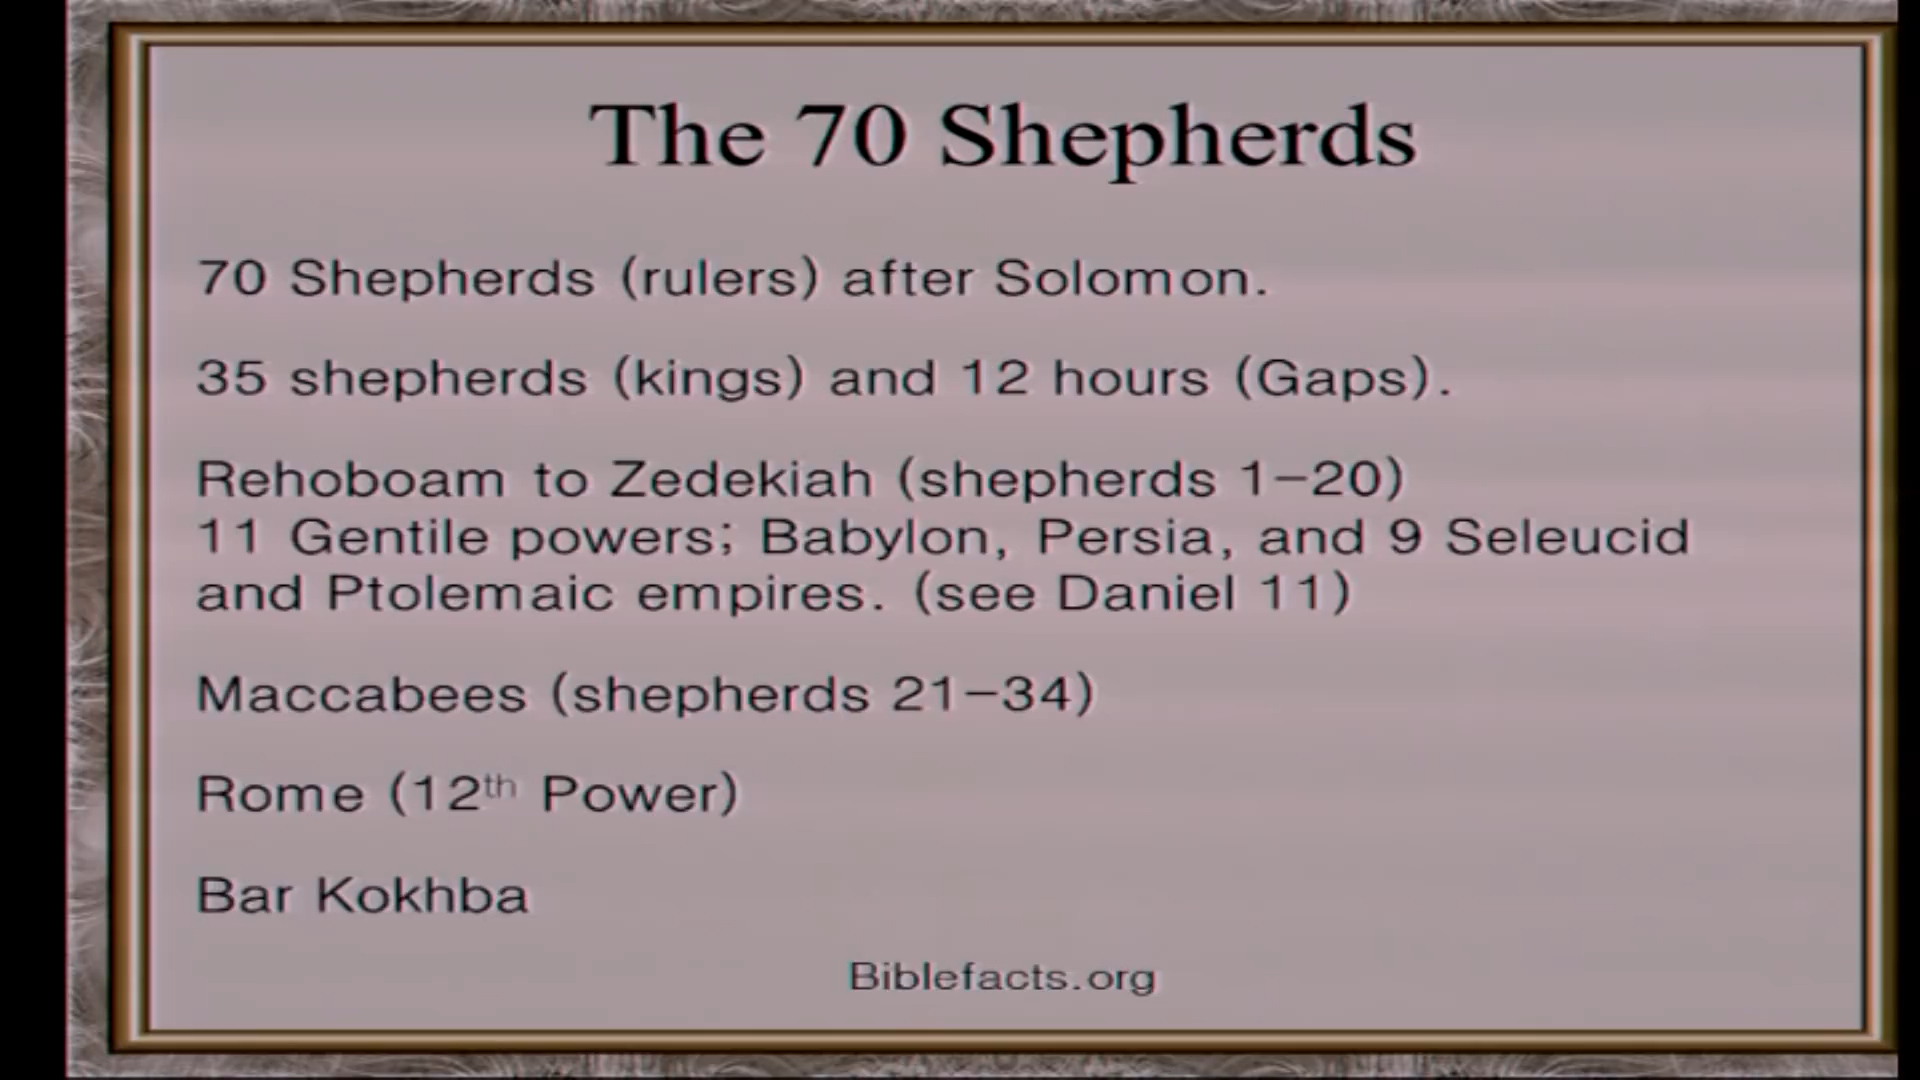 The 70 Shepherds
70 Shepherds (rulers) after Solomon.
35 shepherds (kings) and 12 hours (Gaps).
Rehoboam to Zedekiah (shepherds 1–20)
11 Gentile powers; Babylon, Persia, and 9 Seleucid
and Ptolemaic empires. (see Daniel 11)
Maccabees (shepherds 21–34)
Rome (12th Power)
Bar Kokhba
Biblefacts.org